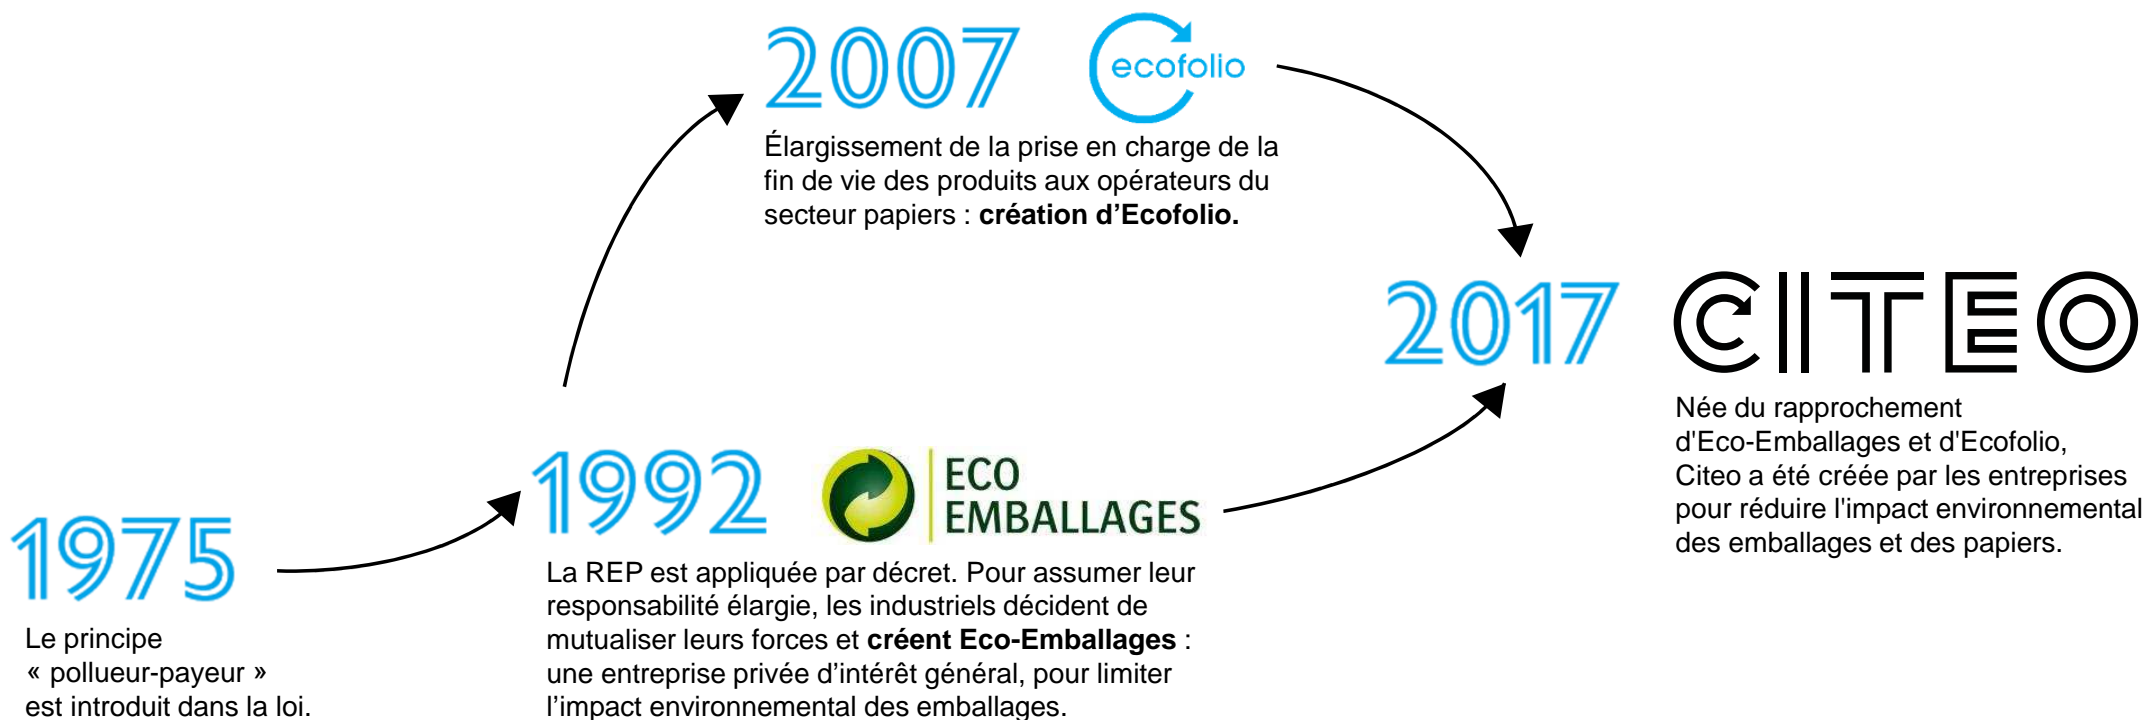 2007
ecofolio
Élargissement de la prise en charge de la
fin de vie des produits aux opérateurs du
secteur papiers : création d’Ecofolio.
2017
CITEO
Née du rapprochement
d'Eco-Emballages et d'Ecofolio,
Citeo a été créée par les entreprises
pour réduire l'impact environnemental
des emballages et des papiers.
1992
ECO
EMBALLAGES
La REP est appliquée par décret. Pour assumer leur
responsabilité élargie, les industriels décident de
mutualiser leurs forces et créent Eco-Emballages :
une entreprise privée d’intérêt général, pour limiter
l’impact environnemental des emballages.
1975
Le principe
« pollueur-payeur »
est introduit dans la loi.